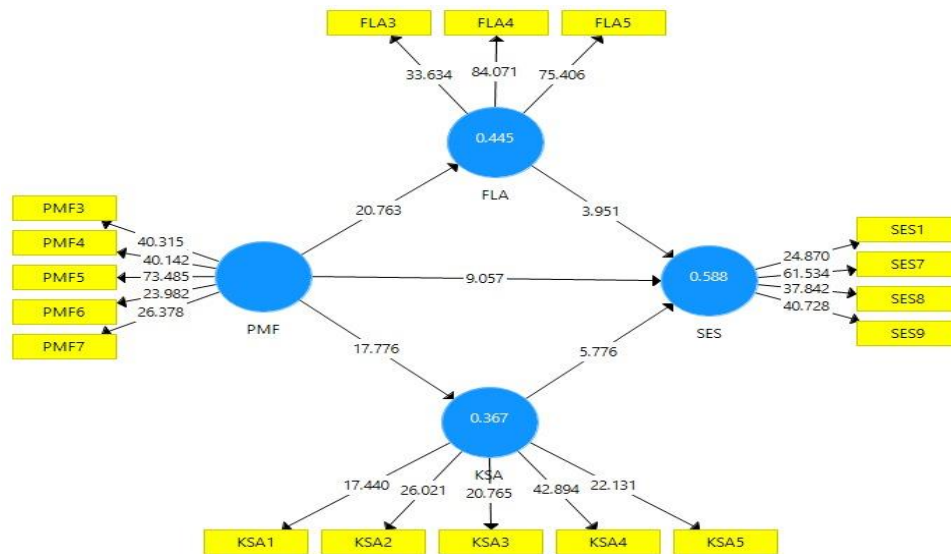 FLA3 FLA4 FLA5
33.634 84.071 75.406
0.445
FLA
20.763 3.951
PMF3
PMF4
PMF5
PMF6
PMF7
40.315
40.142
73.485
23.982
26.378
PMF
9.057
0.588
SES
24.870
61.534
37.842
40.728
SES1
SES7
SES8
SES9
17.776 5.776
0.367
KSA
17.440 26.021 20.765 42.894 22.131
KSA1 KSA2 KSA3 KSA4 KSA5